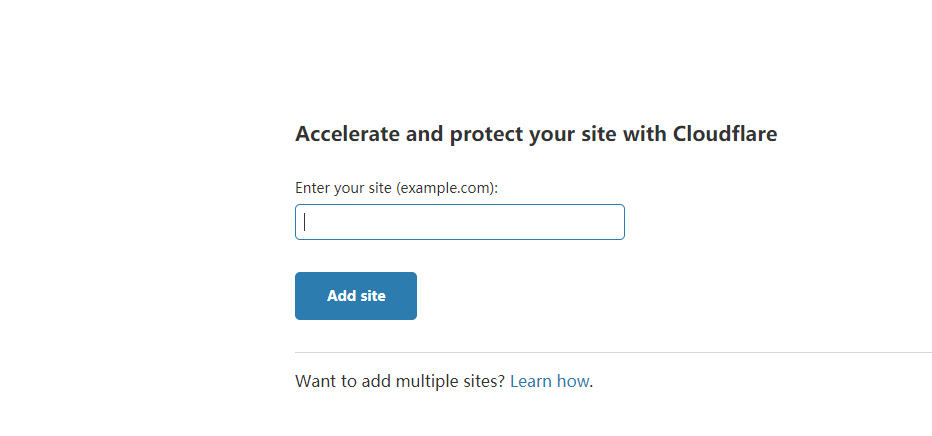 Accelerate and protect your site with Cloudflare
Enter your site (example.com):
Add site
Want to add multiple sites? Learn how.